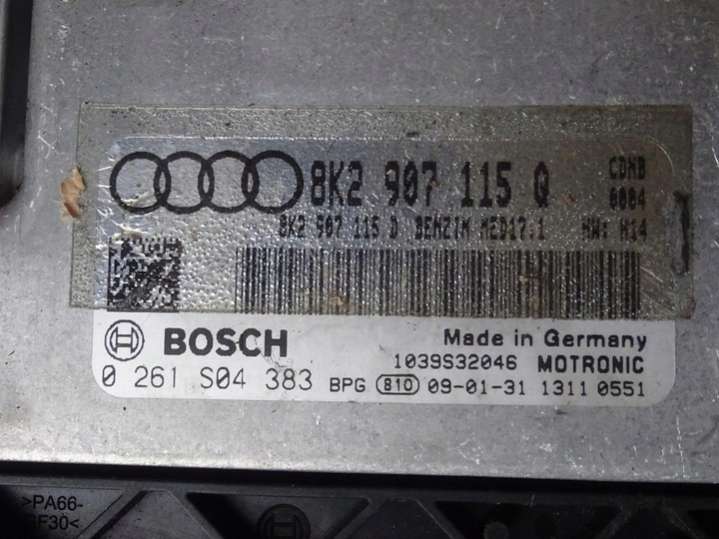 8K2 907 115 Q CDHB
0004
8K2 907 115 D BENZIN MED17.1 HW: H14
BOSCH Made in Germany
1039S32046 MOTRONIC
0 261 S04 383 BPG 810 09-01-31 1311 0551
>PA66-
GF30<